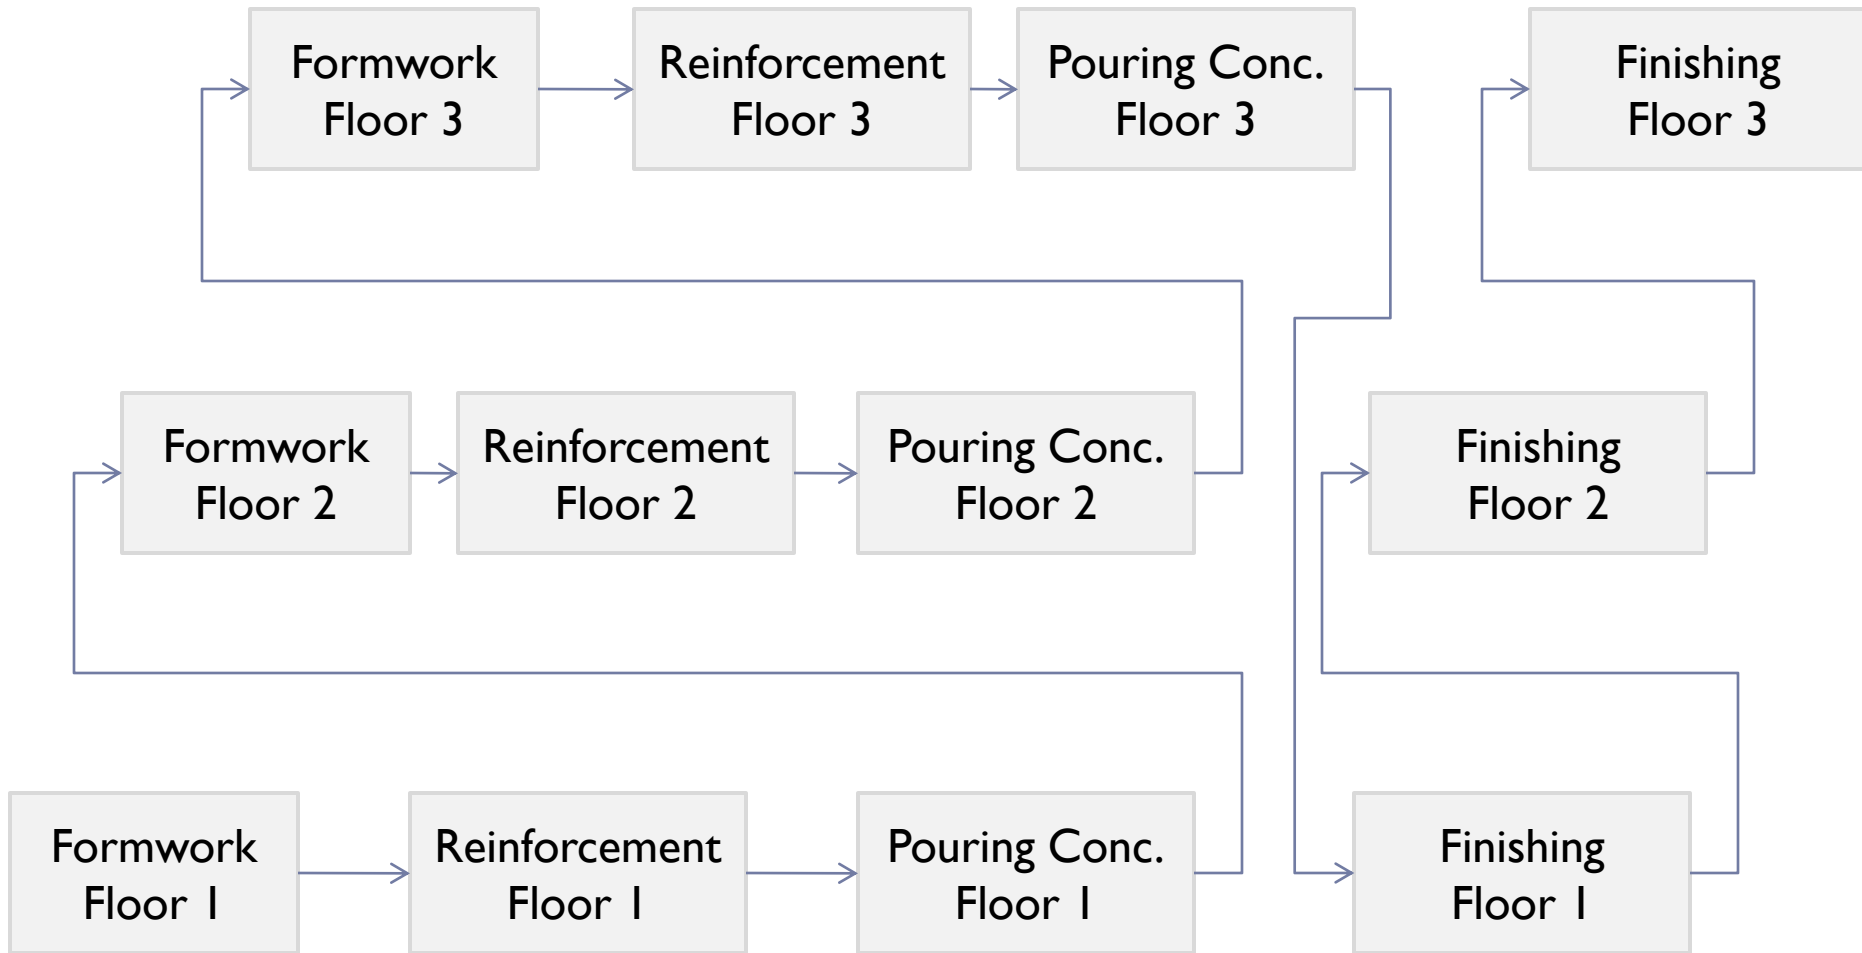 Formwork
Floor 3
Reinforcement
Floor 3
Pouring Conc.
Floor 3
Finishing
Floor 3
Formwork
Floor 2
Reinforcement
Floor 2
Pouring Conc.
Floor 2
Finishing
Floor 2
Formwork
Floor 1
Reinforcement
Floor 1
Pouring Conc.
Floor 1
Finishing
Floor 1